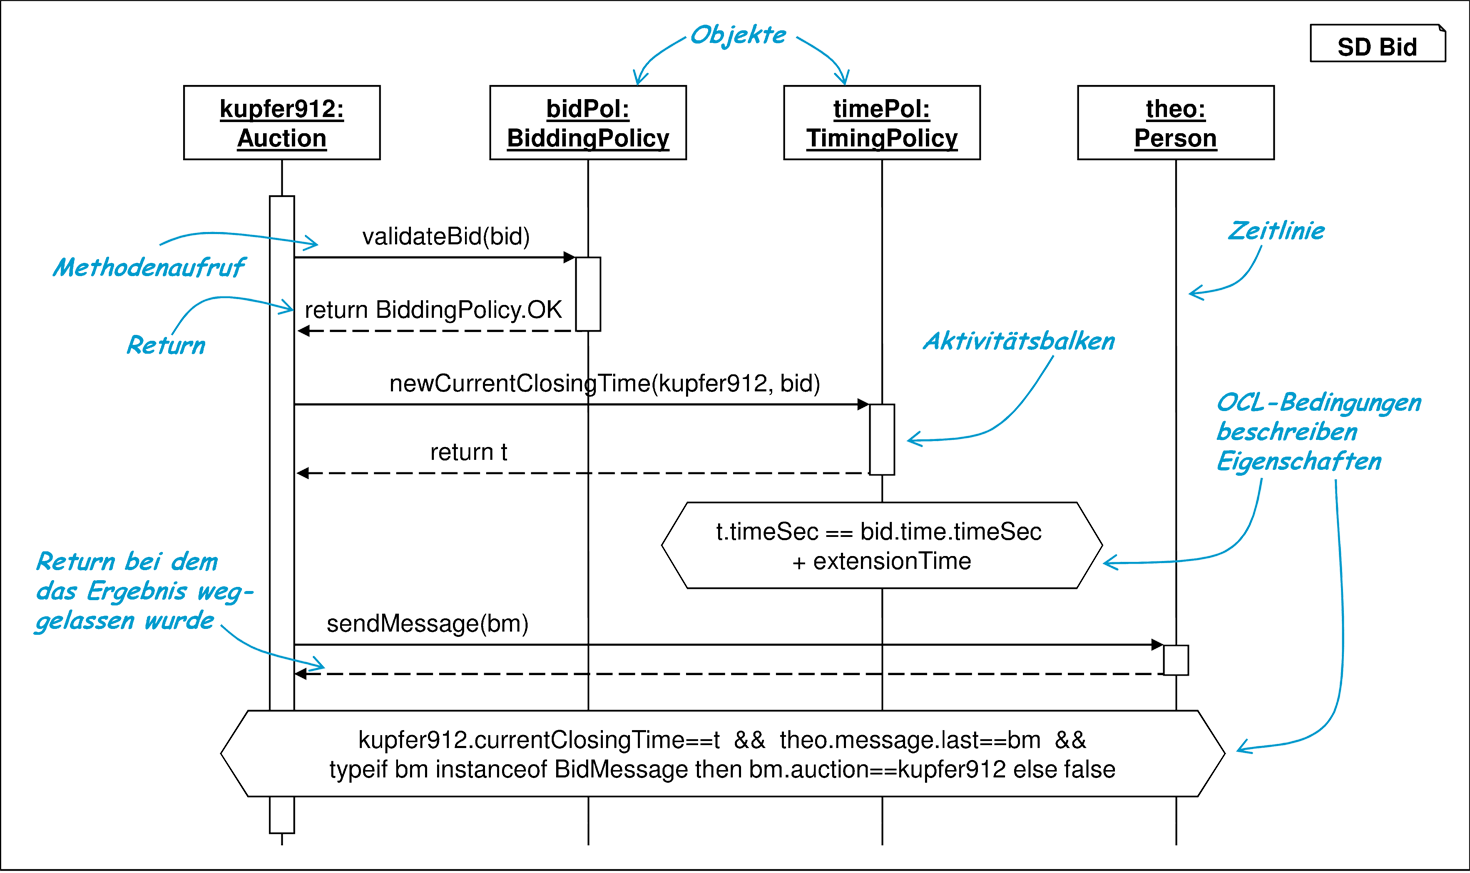 Objekte
SD Bid
kupfer912:
Auction
bidPol:
BiddingPolicy
timePol:
TimingPolicy
theo:
Person
validateBid(bid)
Methodenaufruf
Zeitlinie
return BiddingPolicy.OK
Return
Aktivitätsbalken
newCurrentClosingTime(kupfer912, bid)
OCL-Bedingungen
beschreiben
Eigenschaften
return t
t.timeSec == bid.time.timeSec
+ extensionTime
Return bei dem
das Ergebnis weg-
gelassen wurde
sendMessage(bm)
kupfer912.currentClosingTime==t && theo.message.last==bm &&
typeif bm instanceof BidMessage then bm.auction==kupfer912 else false